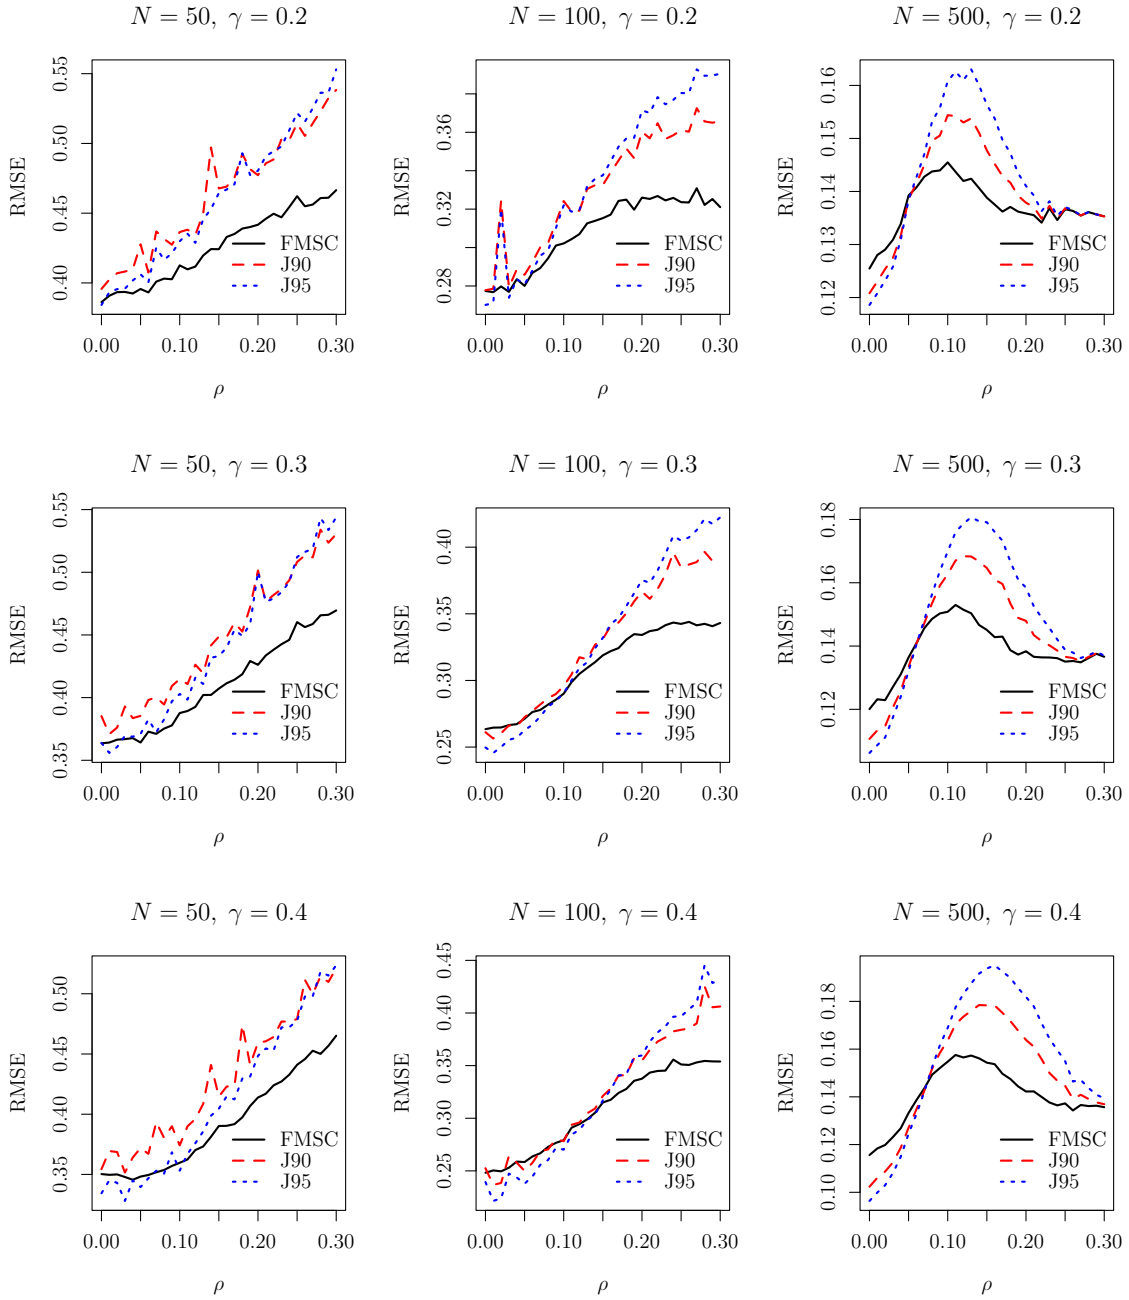 N = 50, γ = 0.2
RMSE
0.40 0.45 0.50 0.55
FMSC
J90
J95
0.00 0.10 0.20 0.30
ρ
N = 100, γ = 0.2
RMSE
0.28 0.32 0.36
FMSC
J90
J95
0.00 0.10 0.20 0.30
ρ
N = 500, γ = 0.2
RMSE
0.12 0.13 0.14 0.15 0.16
FMSC
J90
J95
0.00 0.10 0.20 0.30
ρ
N = 50, γ = 0.3
RMSE
0.35 0.40 0.45 0.50 0.55
FMSC
J90
J95
0.00 0.10 0.20 0.30
ρ
N = 100, γ = 0.3
RMSE
0.25 0.30 0.35 0.40
FMSC
J90
J95
0.00 0.10 0.20 0.30
ρ
N = 500, γ = 0.3
RMSE
0.12 0.14 0.16 0.18
FMSC
J90
J95
0.00 0.10 0.20 0.30
ρ
N = 50, γ = 0.4
RMSE
0.35 0.40 0.45 0.50
FMSC
J90
J95
0.00 0.10 0.20 0.30
ρ
N = 100, γ = 0.4
RMSE
0.25 0.30 0.35 0.40 0.45
FMSC
J90
J95
0.00 0.10 0.20 0.30
ρ
N = 500, γ = 0.4
RMSE
0.10 0.12 0.14 0.16 0.18
FMSC
J90
J95
0.00 0.10 0.20 0.30
ρ